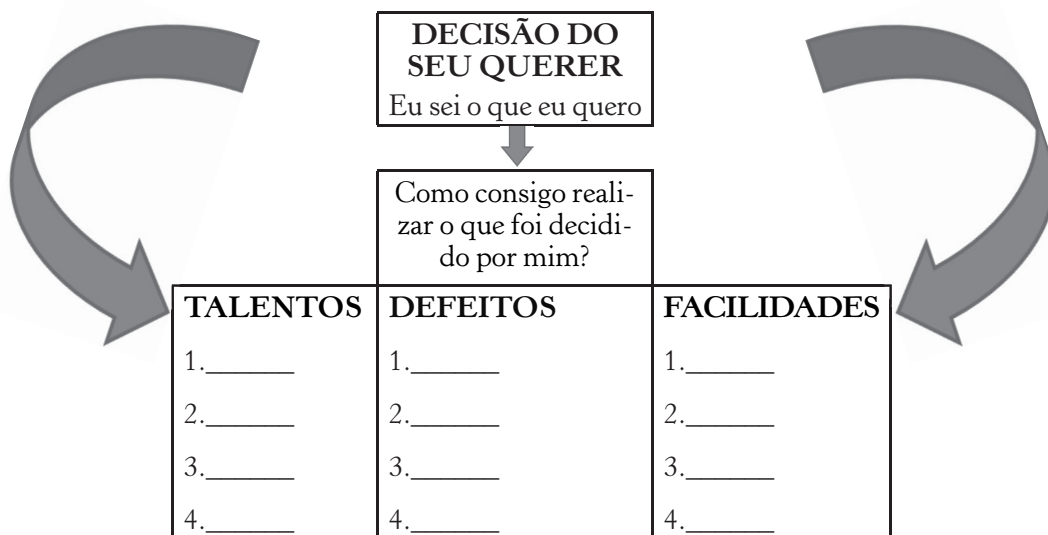 DECISÃO DO
SEU QUERER
Eu sei o que eu quero
Como consigo reali-
zar o que foi decidi-
do por mim?
TALENTOS DEFEITOS FACILIDADES
1.______ 1.______ 1.______
2.______ 2.______ 2.______
3.______ 3.______ 3.______
4.______ 4.______ 4.______